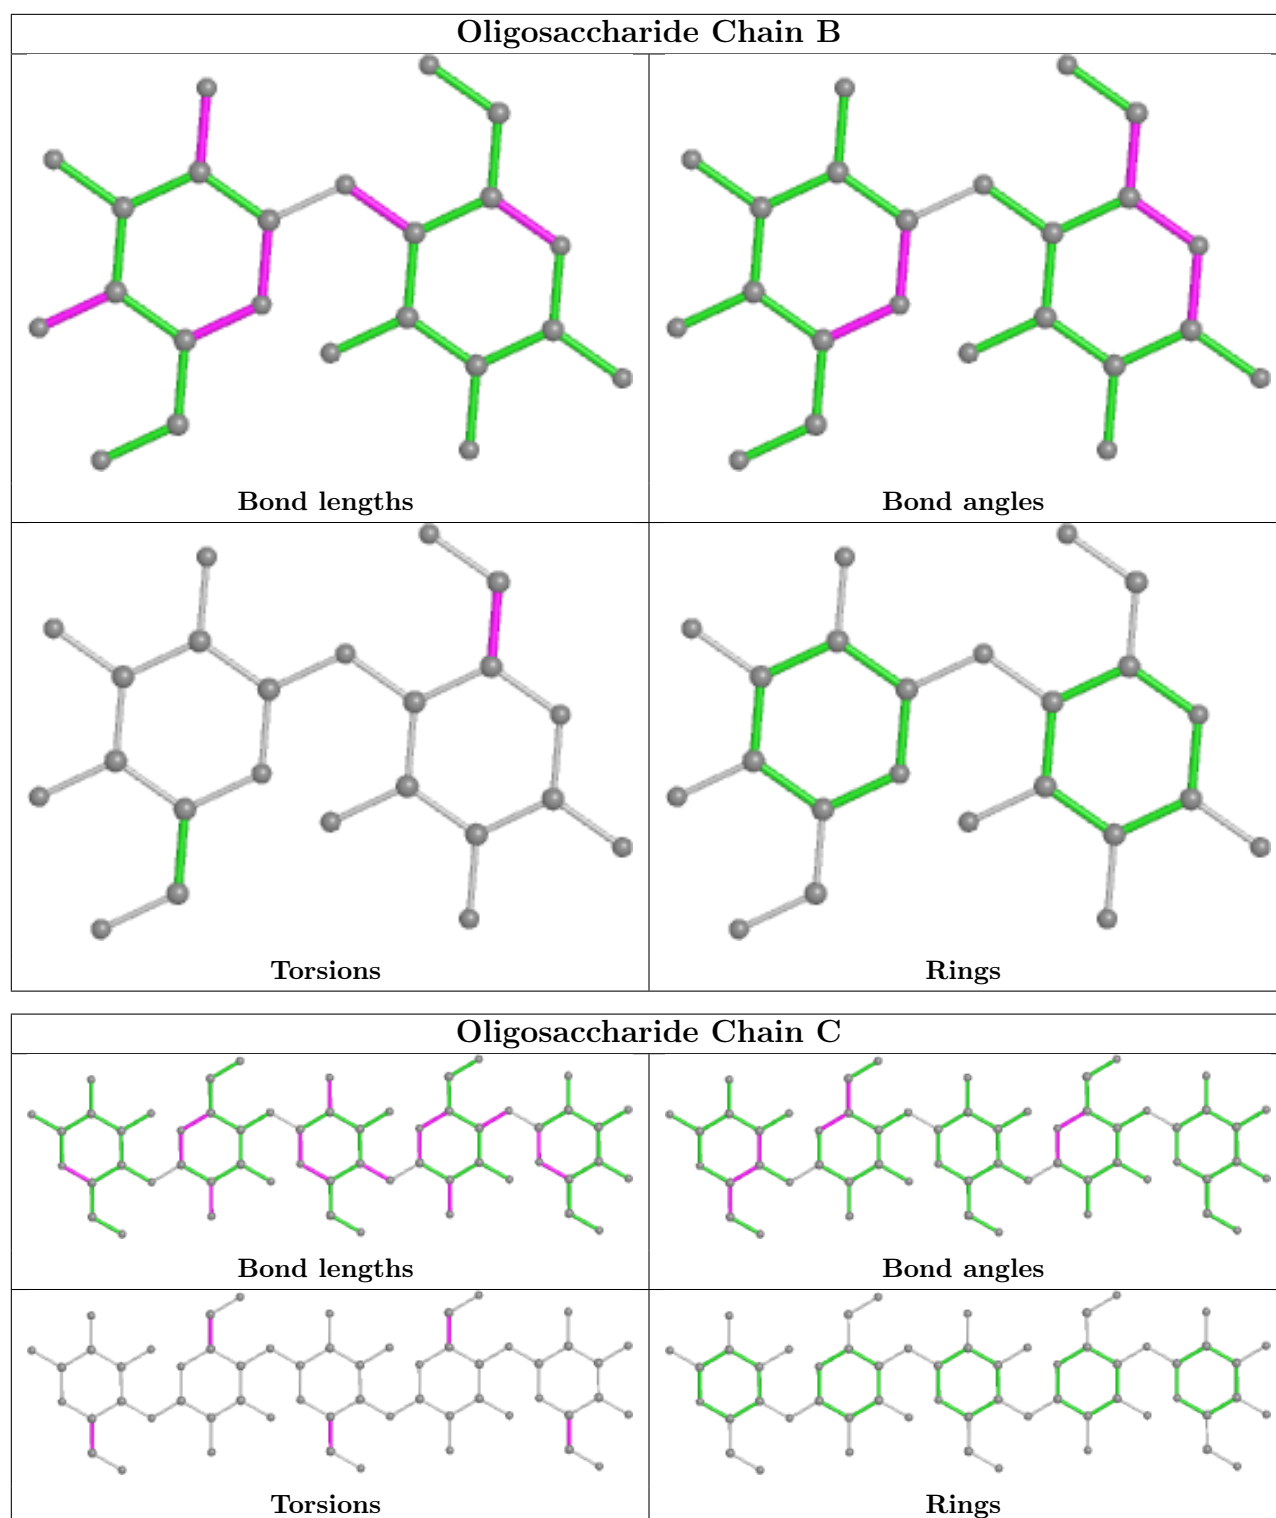 Oligosaccharide Chain B
Bond lengths
Bond angles
Torsions
Rings
Oligosaccharide Chain C
Bond lengths
Bond angles
Torsions
Rings